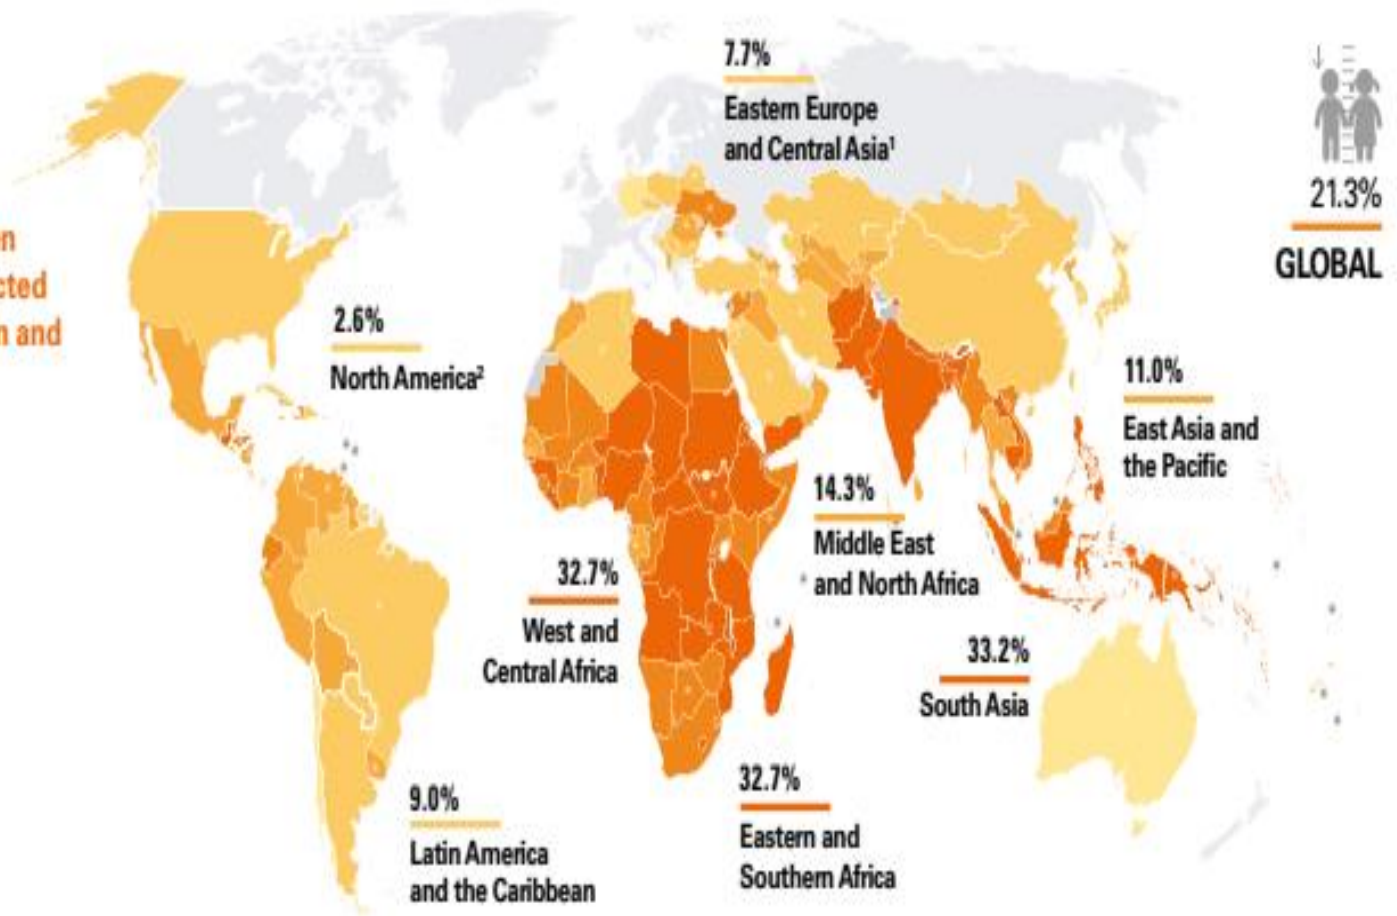 7.7%
Eastern Europe
and Central Asia¹
21.3%
GLOBAL
n
cted
n and
2.6%
North America²
11.0%
East Asia and
the Pacific
14.3%
Middle East
and North Africa
32.7%
West and
Central Africa
33.2%
South Asia
32.7%
Eastern and
Southern Africa
9.0%
Latin America
and the Caribbean